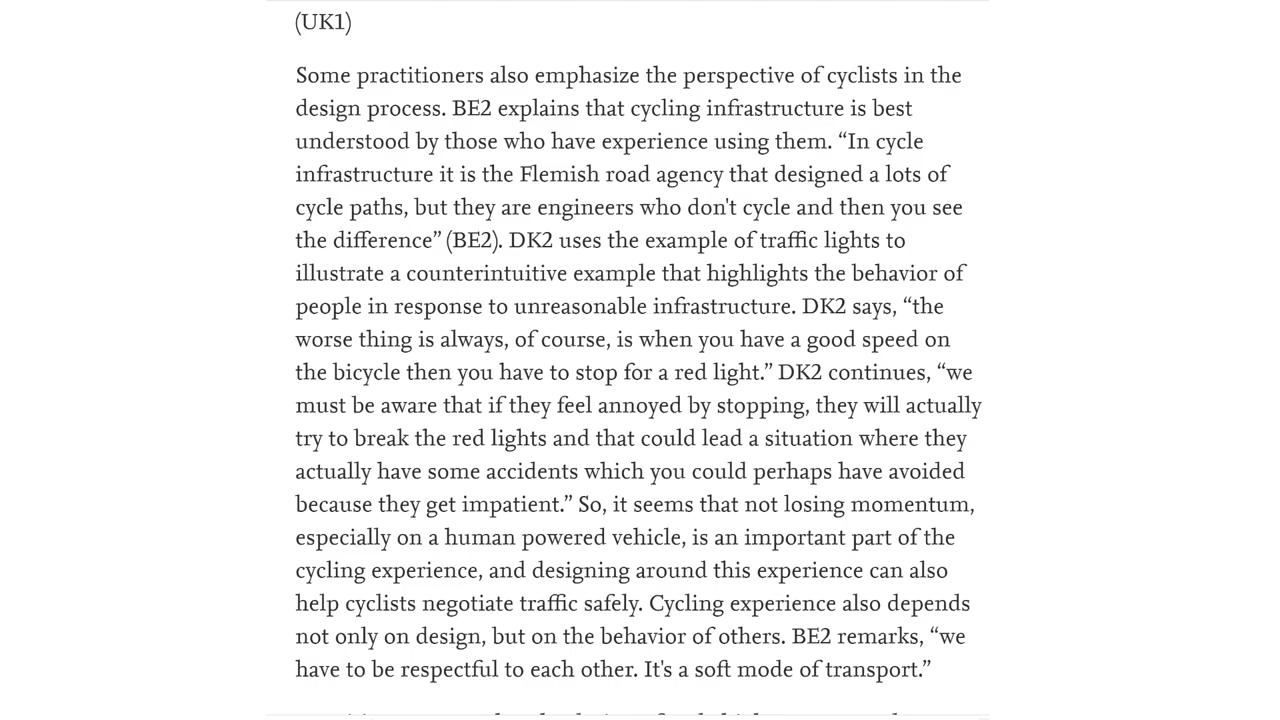 (UK1)
Some practitioners also emphasize the perspective of cyclists in the
design process. BE2 explains that cycling infrastructure is best
understood by those who have experience using them. “In cycle
infrastructure it is the Flemish road agency that designed a lots of
cycle paths, but they are engineers who don't cycle and then you see
the difference” (BE2). DK2 uses the example of traffic lights to
illustrate a counterintuitive example that highlights the behavior of
people in response to unreasonable infrastructure. DK2 says, “the
worse thing is always, of course, is when you have a good speed on
the bicycle then you have to stop for a red light.” DK2 continues, “we
must be aware that if they feel annoyed by stopping, they will actually
try to break the red lights and that could lead a situation where they
actually have some accidents which you could perhaps have avoided
because they get impatient.” So, it seems that not losing momentum,
especially on a human powered vehicle, is an important part of the
cycling experience, and designing around this experience can also
help cyclists negotiate traffic safely. Cycling experience also depends
not only on design, but on the behavior of others. BE2 remarks, “we
have to be respectful to each other. It's a soft mode of transport.”